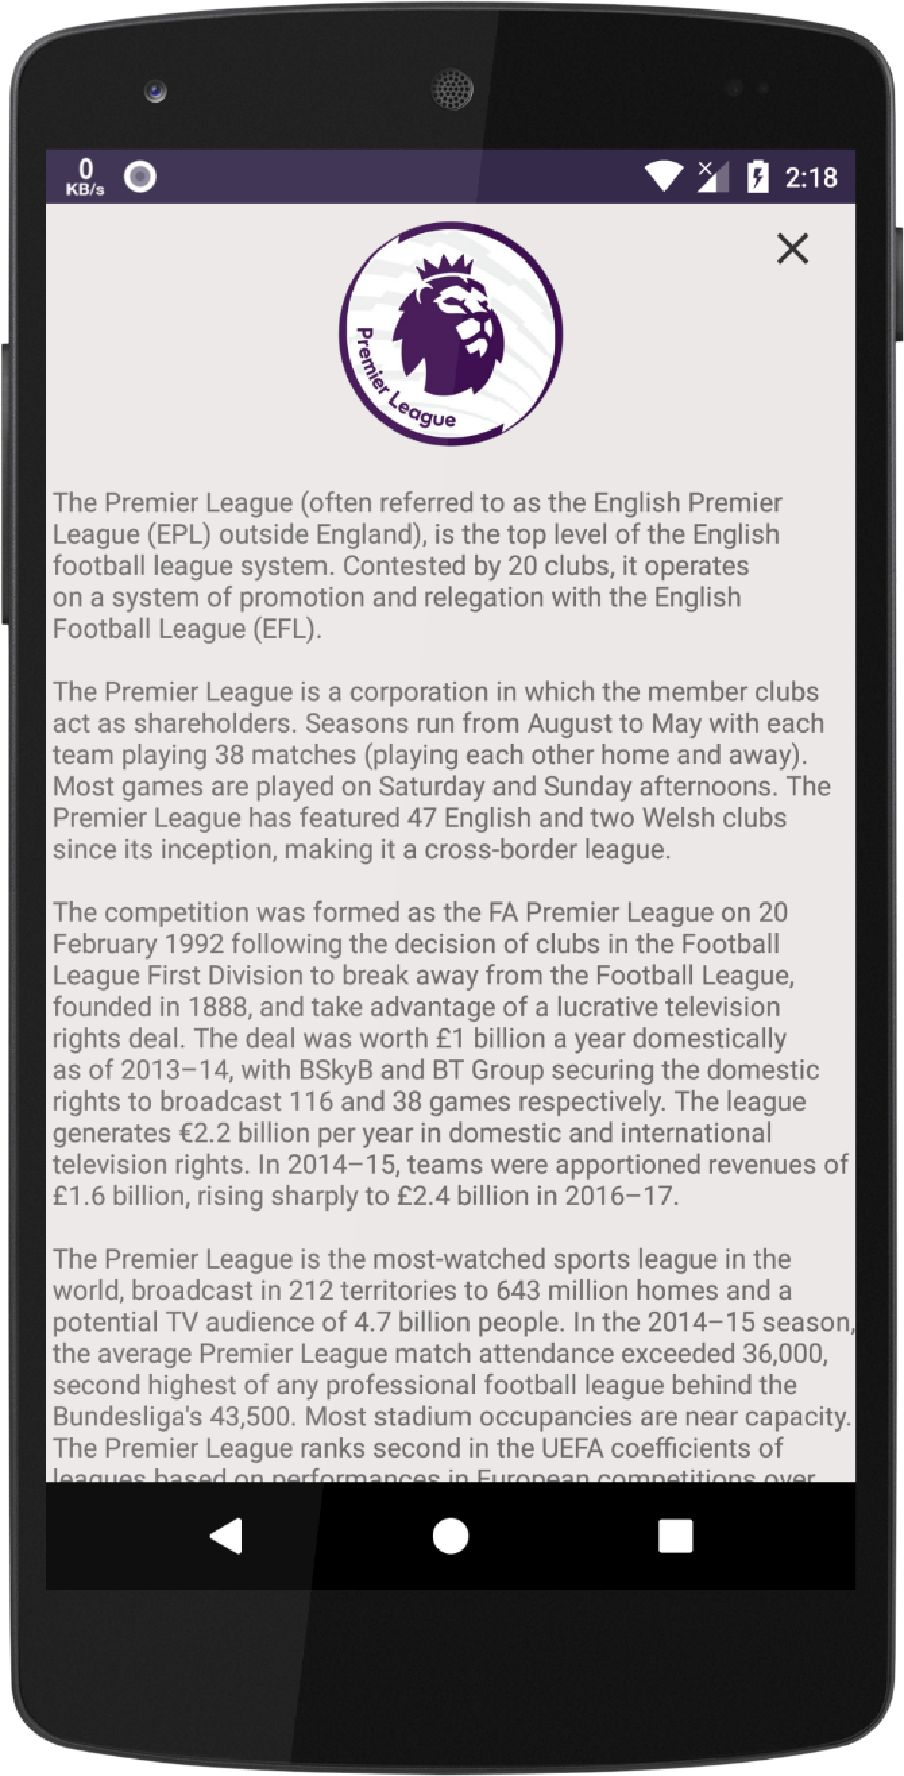 0
KB/s
2:18
Premier League
The Premier League (often referred to as the English Premier
League (EPL) outside England), is the top level of the English
football league system. Contested by 20 clubs, it operates
on a system of promotion and relegation with the English
Football League (EFL).
The Premier League is a corporation in which the member clubs
act as shareholders. Seasons run from August to May with each
team playing 38 matches (playing each other home and away).
Most games are played on Saturday and Sunday afternoons. The
Premier League has featured 47 English and two Welsh clubs
since its inception, making it a cross-border league.
The competition was formed as the FA Premier League on 20
February 1992 following the decision of clubs in the Football
League First Division to break away from the Football League,
founded in 1888, and take advantage of a lucrative television
rights deal. The deal was worth £1 billion a year domestically
as of 2013–14, with BSkyB and BT Group securing the domestic
rights to broadcast 116 and 38 games respectively. The league
generates €2.2 billion per year in domestic and international
television rights. In 2014–15, teams were apportioned revenues of
£1.6 billion, rising sharply to £2.4 billion in 2016–17.
The Premier League is the most-watched sports league in the
world, broadcast in 212 territories to 643 million homes and a
potential TV audience of 4.7 billion people. In the 2014–15 season,
the average Premier League match attendance exceeded 36,000,
second highest of any professional football league behind the
Bundesliga's 43,500. Most stadium occupancies are near capacity.
The Premier League ranks second in the UEFA coefficients of
leagues based on performances in European competitions over